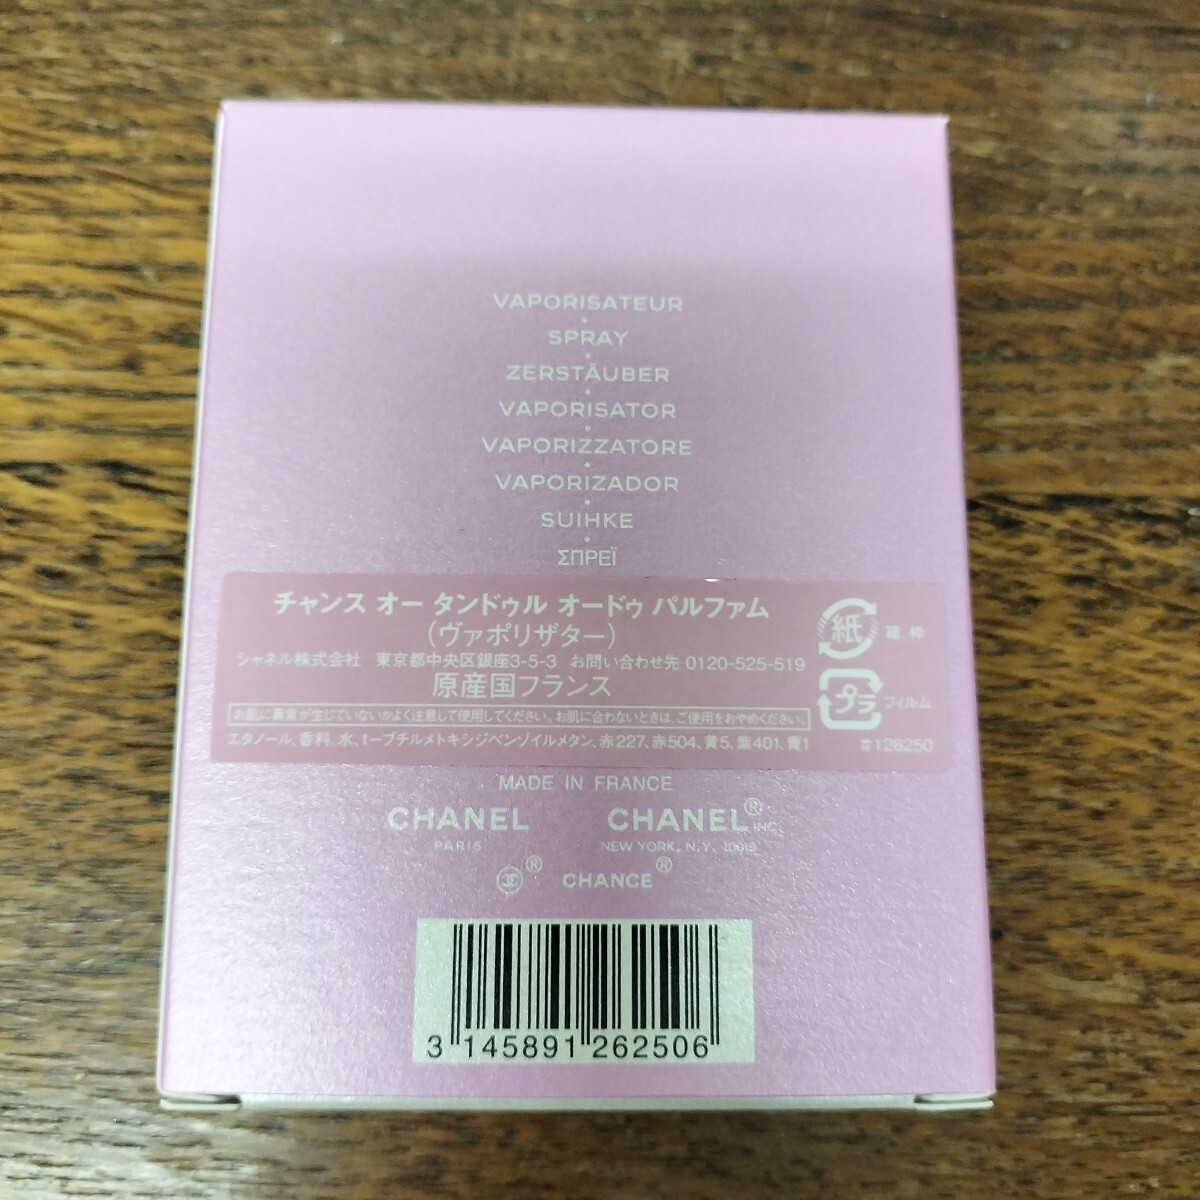 VAPORISATEUR
SPRAY
ZERSTÄUBER
VAPORISATOR
VAPORIZZATORE
VAPORIZADOR
SUIHKE
ΣΠΡΕΪ
チャンス オー タンドゥル オードゥ パルファム
(ヴァポリザター)
シャネル株式会社 東京都中央区銀座3-5-3 お問い合わせ先 0120-525-519
原産国フランス
お肌に異常が生じていないかよく注意して使用してください。お肌に合わないときは、ご使用をおやめください。
エタノール、香料、水、t-ブチルメトキシジベンゾイルメタン、赤227、赤504、黄5、紫401、青1
紙 箱、枠
プラ フィルム
#126250
MADE IN FRANCE
CHANEL
PARIS
CHANEL® INC.
NEW YORK, N.Y. 10019
® CHANCE®
3 145891 262506